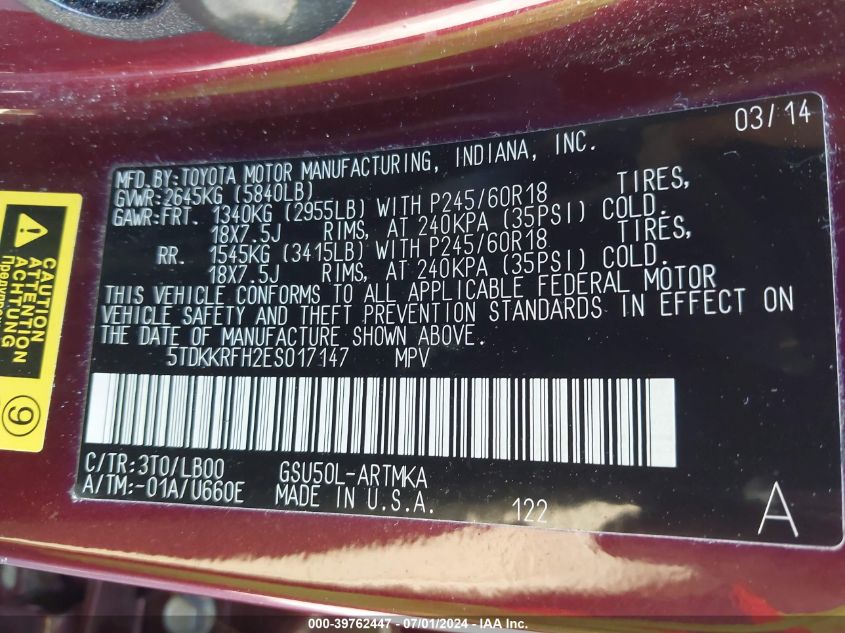 03/14
MFD.BY:TOYOTA MOTOR MANUFACTURING, INDIANA, INC.
GVWR:2645KG (5840LB)
GAWR:FRT. 1340KG (2955LB) WITH P245/60R18 TIRES,
18X7.5J RIMS, AT 240KPA (35PSI) COLD.
RR. 1545KG (3415LB) WITH P245/60R18 TIRES,
18X7.5J RIMS, AT 240KPA (35PSI) COLD.
THIS VEHICLE CONFORMS TO ALL APPLICABLE FEDERAL MOTOR
VEHICLE SAFETY AND THEFT PREVENTION STANDARDS IN EFFECT ON
THE DATE OF MANUFACTURE SHOWN ABOVE.
5TDKKRFH2ES017147 MPV
C/TR:3T0/LB00 GSU50L-ARTMKA
A/TM:-01A/U660E MADE IN U.S.A. 122 A
CAUTION
ATTENTION
ACHTUNG
9
000-39762447 - 07/01/2024 - IAA Inc.